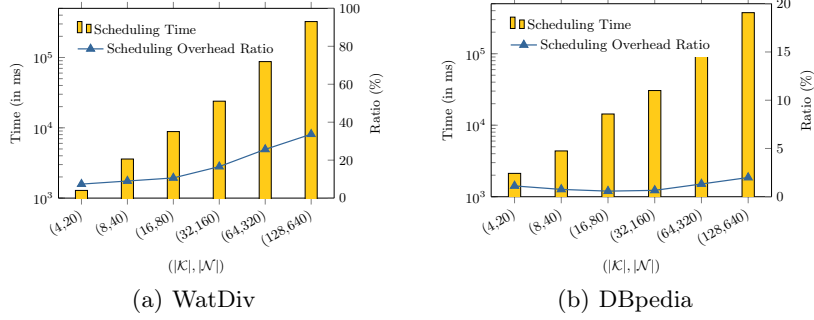 Scheduling Time
Scheduling Overhead Ratio
Time (in ms)
10^5
10^4
10^3
100
80
60
40
20
0
Ratio (%)
(4,20)
(8,40)
(16,80)
(32,160)
(64,320)
(128,640)
(|𝒦|, |𝒩|)
(a) WatDiv
Scheduling Time
Scheduling Overhead Ratio
Time (in ms)
10^5
10^4
10^3
20
15
10
5
0
Ratio (%)
(4,20)
(8,40)
(16,80)
(32,160)
(64,320)
(128,640)
(|𝒦|, |𝒩|)
(b) DBpedia